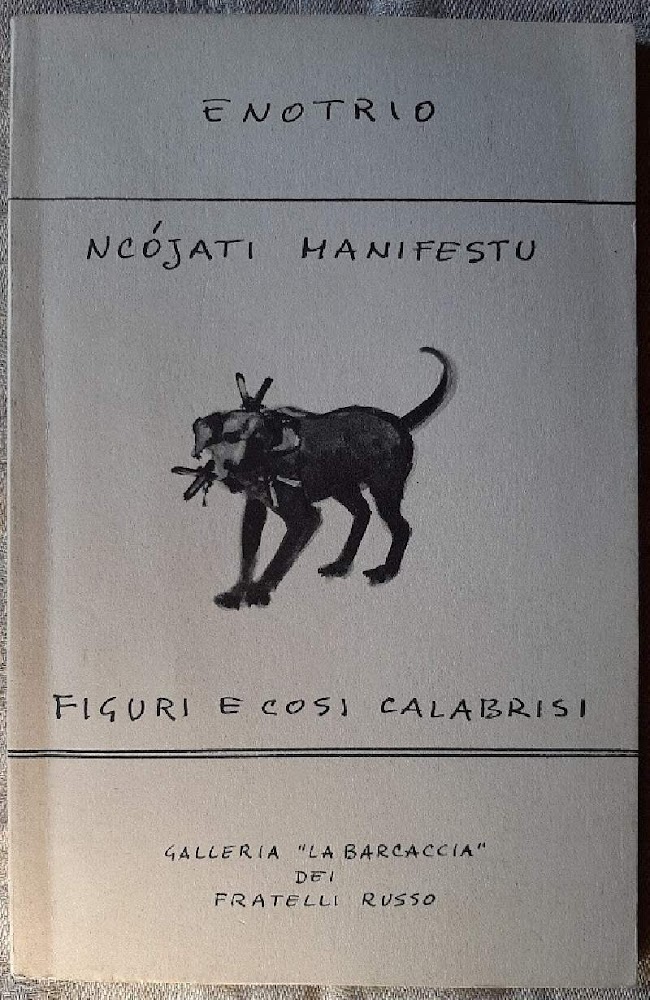 ENOTRIO
NCÓJATI MANIFESTU
FIGURI E COSI CALABRISI
GALLERIA "LA BARCACCIA"
DEI
FRATELLI RUSSO